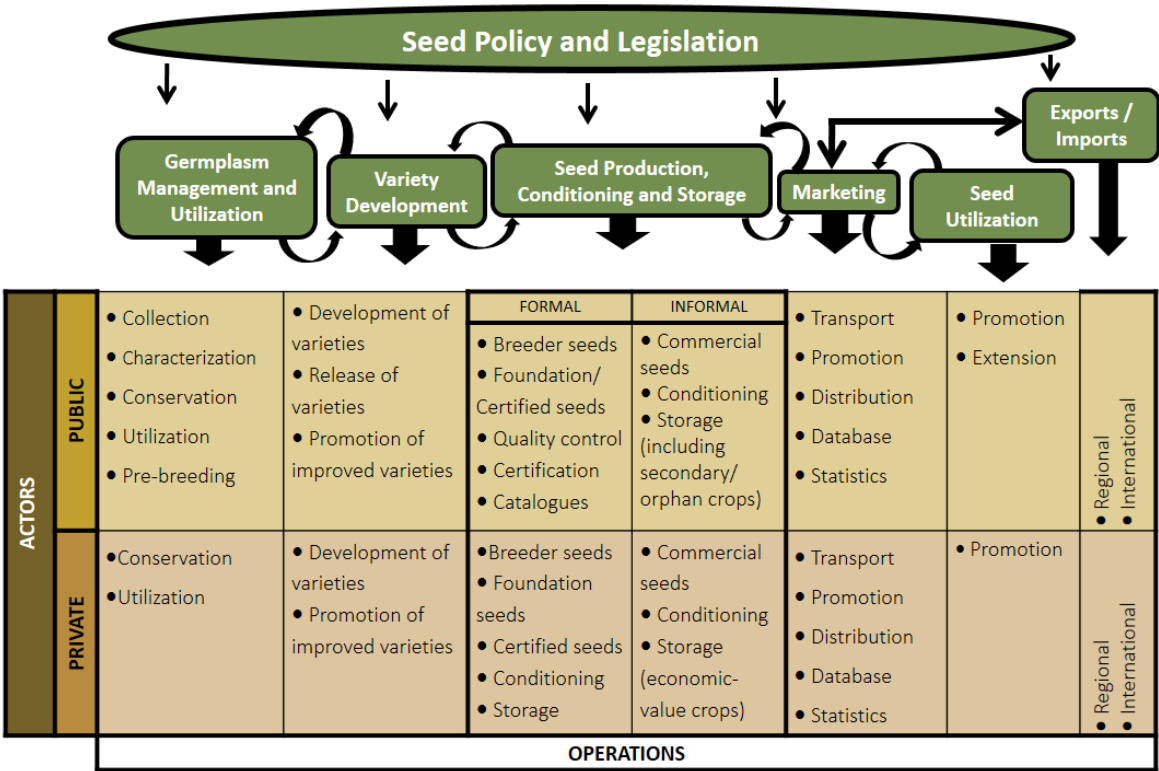 Seed Policy and Legislation
Exports /
Imports
Germplasm
Management and
Utilization
Variety
Development
Seed Production,
Conditioning and Storage
Marketing
Seed
Utilization
ACTORS
PUBLIC
• Collection
• Characterization
• Conservation
• Utilization
• Pre-breeding
• Development of
varieties
• Release of
varieties
• Promotion of
improved varieties
FORMAL
• Breeder seeds
• Foundation/
Certified seeds
• Quality control
• Certification
• Catalogues
INFORMAL
• Commercial
seeds
• Conditioning
• Storage
(including
secondary/
orphan crops)
• Transport
• Promotion
• Distribution
• Database
• Statistics
• Promotion
• Extension
• Regional
• International
PRIVATE
•Conservation
•Utilization
• Development of
varieties
• Promotion of
improved varieties
•Breeder seeds
• Foundation
seeds
• Certified seeds
• Conditioning
• Storage
• Commercial
seeds
• Conditioning
• Storage
(economic-
value crops)
• Transport
• Promotion
• Distribution
• Database
• Statistics
• Promotion
• Regional
• International
OPERATIONS